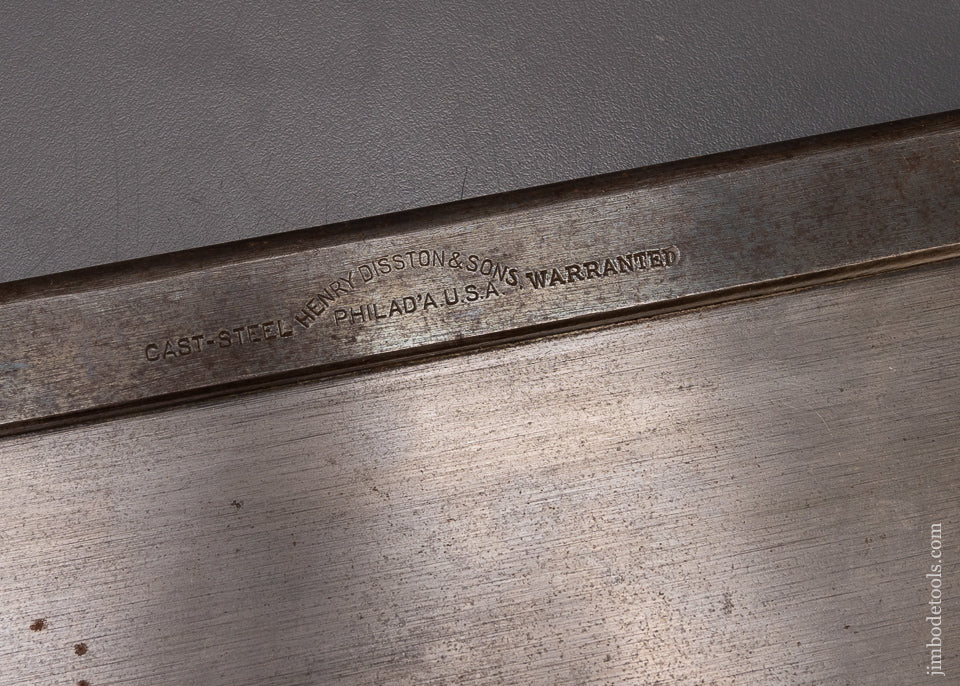 CAST-STEEL HENRY DISSTON & SONS, WARRANTED
PHILAD'A U.S.A.
jimbodetools.com